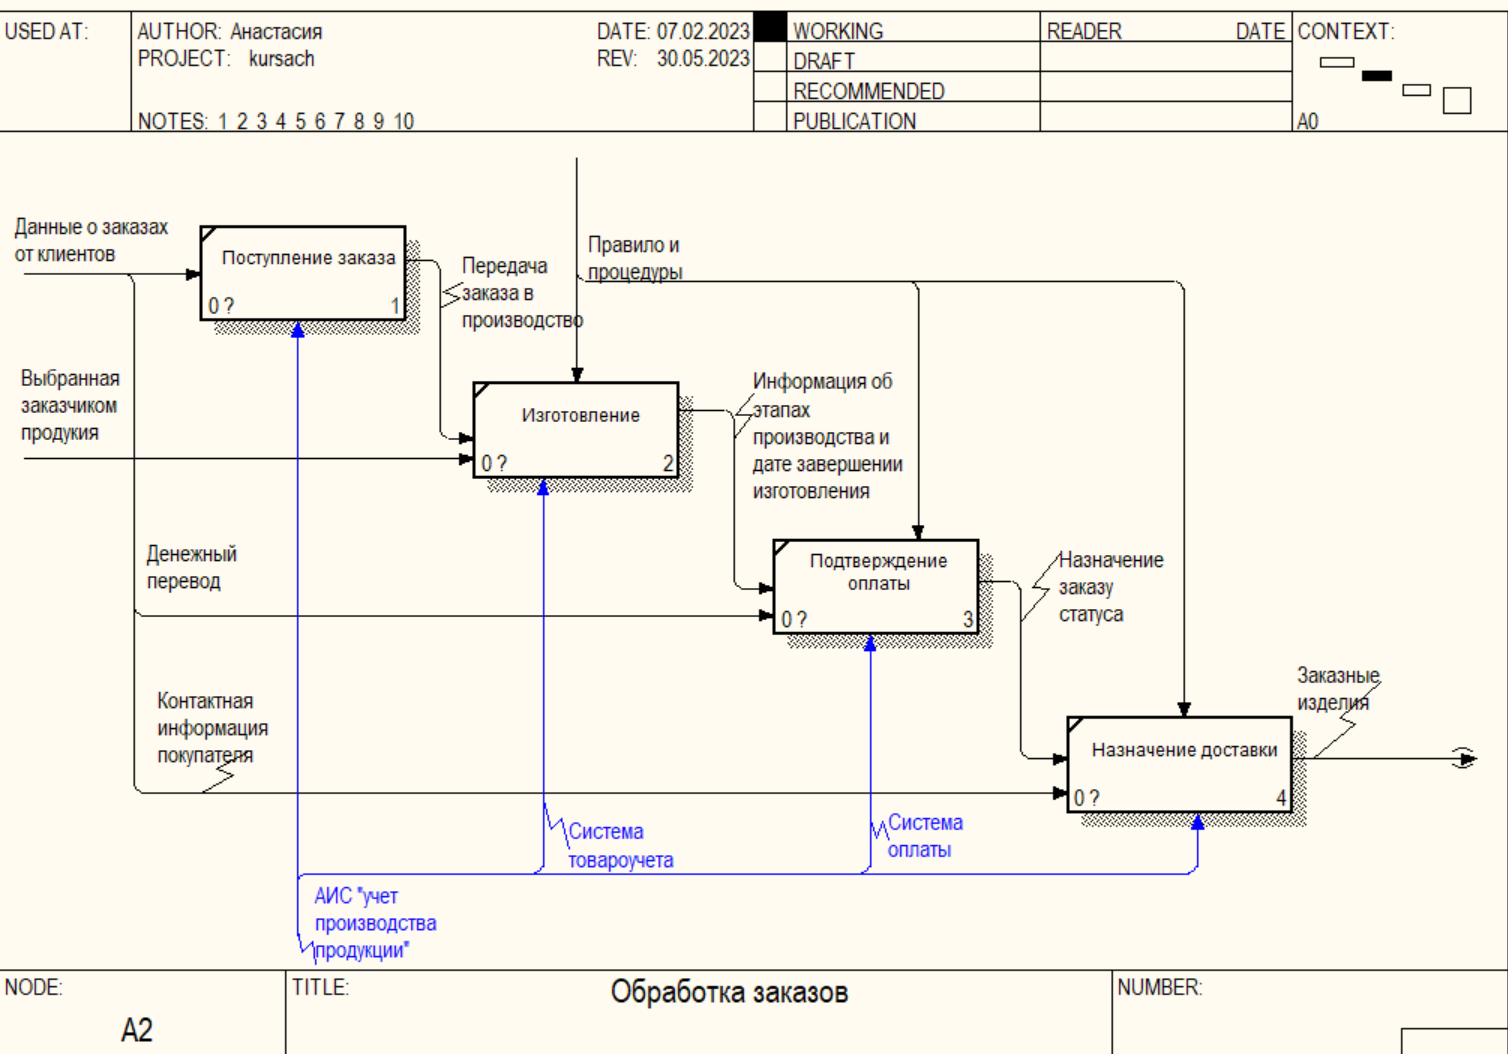 USED AT:
AUTHOR: Анастасия
DATE: 07.02.2023
PROJECT: kursach
REV: 30.05.2023
NOTES: 1 2 3 4 5 6 7 8 9 10
WORKING
DRAFT
RECOMMENDED
PUBLICATION
READER
DATE
CONTEXT:
A0
Данные о заказах
от клиентов
Поступление заказа
0 ?
1
Передача
заказа в
производство
Правило и
процедуры
Выбранная
заказчиком
продукия
Изготовление
0 ?
2
Информация об
этапах
производства и
дате завершении
изготовления
Денежный
перевод
Подтверждение
оплаты
0 ?
3
Назначение
заказу
статуса
Контактная
информация
покупателя
Заказные
изделия
Назначение доставки
0 ?
4
Система
товароучета
Система
оплаты
АИС "учет
производства
продукции"
NODE:
A2
TITLE:
Обработка заказов
NUMBER: